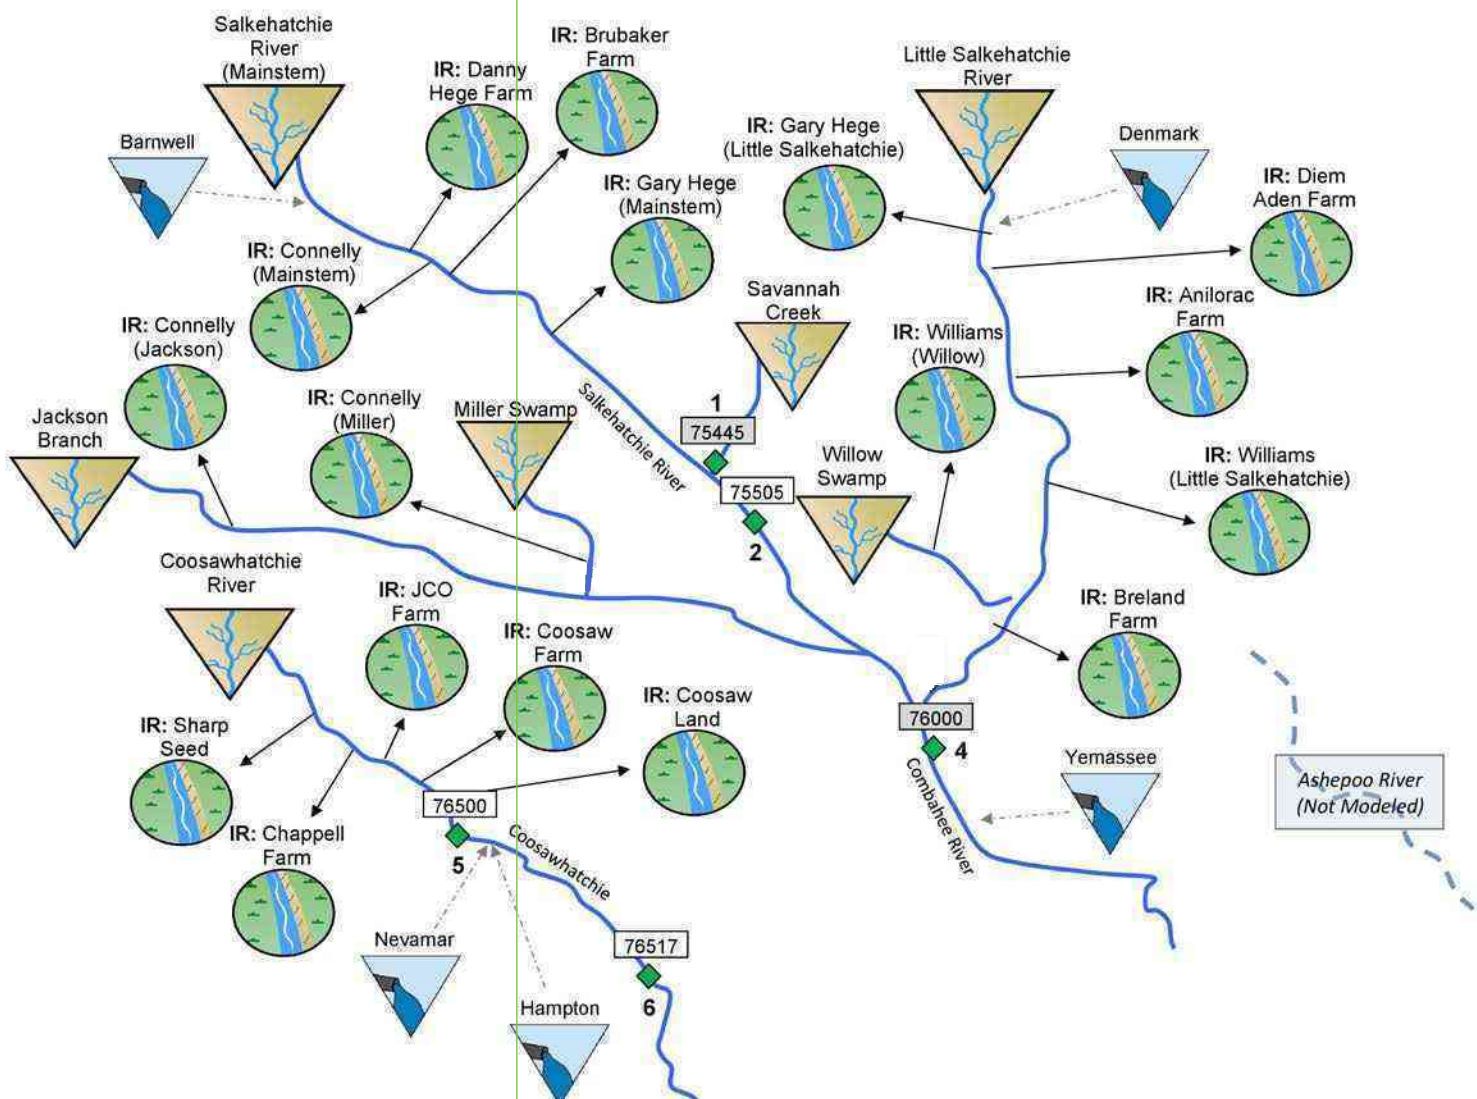 Salkehatchie
River
(Mainstem)
IR: Danny
Hege Farm
IR: Brubaker
Farm
Little Salkehatchie
River
Barnwell
IR: Gary Hege
(Little Salkehatchie)
Denmark
IR: Diem
Aden Farm
IR: Gary Hege
(Mainstem)
IR: Connelly
(Mainstem)
Savannah
Creek
IR: Anilorac
Farm
IR: Connelly
(Jackson)
IR: Williams
(Willow)
IR: Connelly
(Miller)
Miller Swamp
Salkehatchie River
1
75445
Jackson
Branch
Willow
Swamp
IR: Williams
(Little Salkehatchie)
75505
2
Coosawhatchie
River
IR: JCO
Farm
IR: Coosaw
Farm
IR: Breland
Farm
IR: Coosaw
Land
IR: Sharp
Seed
76000
4
Yemassee
Combahee River
Ashepoo River
(Not Modeled)
76500
5
Coosawhatchie
IR: Chappell
Farm
Nevamar
76517
6
Hampton